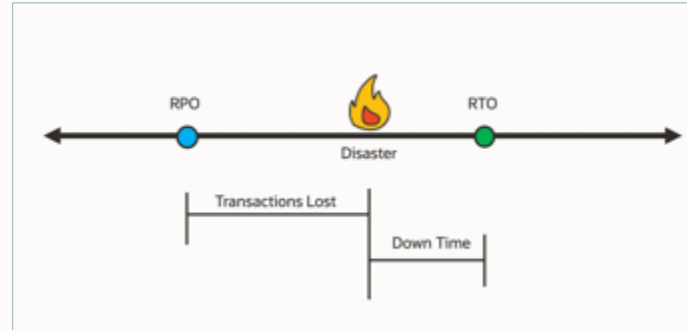 RPO
RTO
Disaster
Transactions Lost
Down Time